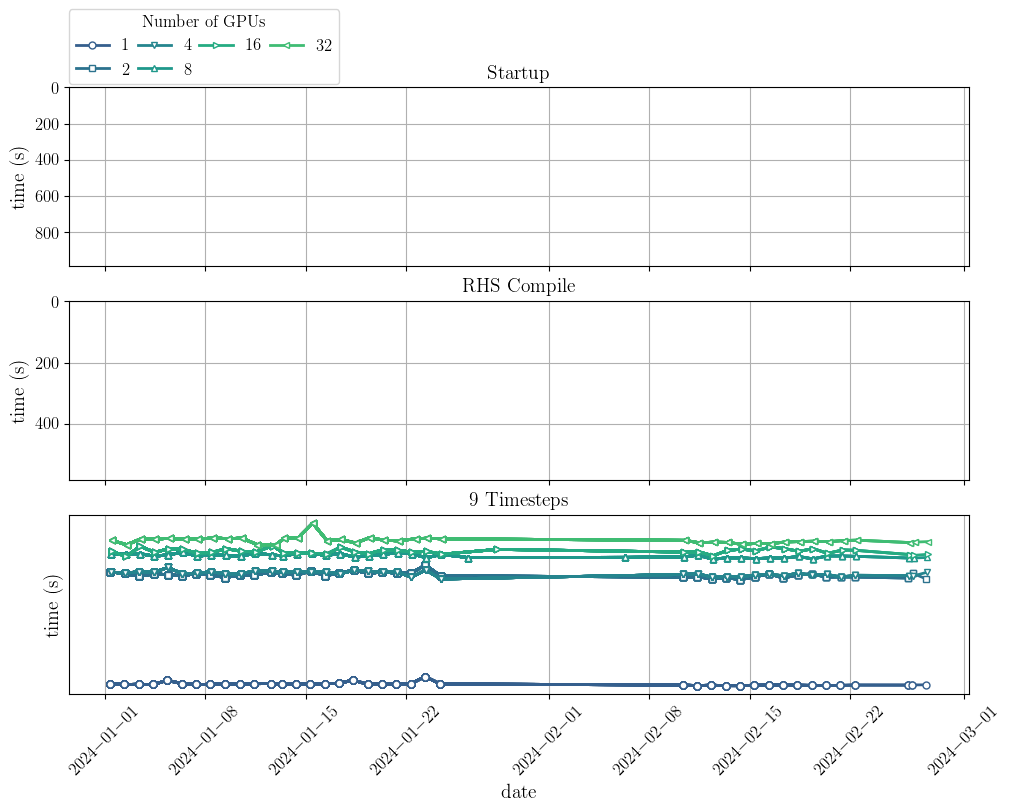 Number of GPUs
1 4 16 32
2 8
Startup
0
200
400
600
800
time (s)
RHS Compile
0
200
400
time (s)
9 Timesteps
time (s)
2024−01−01 2024−01−08 2024−01−15 2024−01−22 2024−02−01 2024−02−08 2024−02−15 2024−02−22 2024−03−01
date